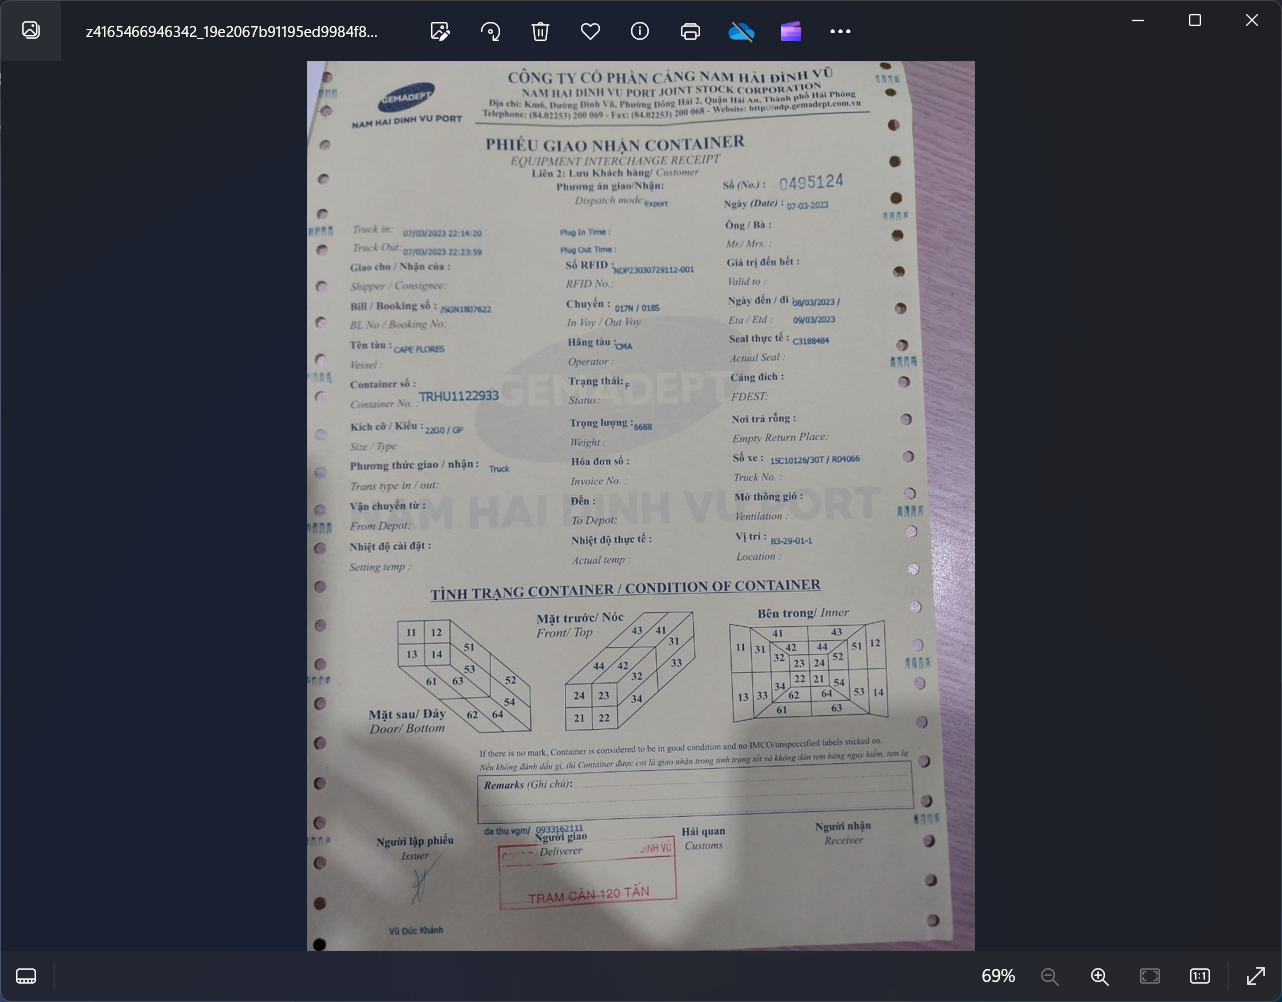 z4165466946342_19e2067b91195ed9984f8...
GEMADEPT
NAM HAI DINH VU PORT
CÔNG TY CỔ PHẦN CẢNG NAM HẢI ĐÌNH VŨ
NAM HAI DINH VU PORT JOINT STOCK CORPORATION
Địa chỉ: Km6, Đường Đình Vũ, Phường Đông Hải 2, Quận Hải An, Thành phố Hải Phòng
Telephone: (84.02253) 200 069 - Fax: (84.02253) 200 068 - Website: http://ndp.gemadept.com.vn
PHIẾU GIAO NHẬN CONTAINER
EQUIPMENT INTERCHANGE RECEIPT
Liên 2: Lưu Khách hàng/ Customer
Phương án giao/Nhận:
Dispatch mode: Export
Số (No.) : 0495124
Ngày (Date) : 07-03-2023
Truck in: 07/03/2023 22:14:20
Plug In Time :
Ông / Bà :
Mr./ Mrs. :
Truck Out: 07/03/2023 22:23:59
Plug Out Time :
Giao cho / Nhận của :
Shipper / Consignee:
Số RFID : NDP23030729112-001
RFID No.:
Giá trị đến hết :
Valid to :
Bill / Booking số : /SGN1807622
BL No / Booking No:
Chuyến : 017N / 018S
In Voy / Out Voy
Ngày đến / đi : 08/03/2023 /
Eta / Etd : 09/03/2023
Tên tàu : CAPE FLORES
Vessel :
Hãng tàu : CMA
Operator :
Seal thực tế : C3188484
Actual Seal :
Container số :
Container No. : TRHU1122933
Trạng thái: F
Status:
Cảng đích :
FDEST:
Kích cỡ / Kiểu : 22G0 / GP
Size / Type
Trọng lượng : 6688
Weight :
Nơi trả rỗng :
Empty Return Place:
Phương thức giao / nhận : Truck
Trans type in / out:
Hóa đơn số :
Invoice No. :
Số xe : 15C10126/30T / R04066
Truck No. :
Vận chuyển từ :
From Depot:
Đến :
To Depot:
Mở thông gió :
Ventilation :
Nhiệt độ cài đặt :
Setting temp :
Nhiệt độ thực tế :
Actual temp :
Vị trí : B3-29-01-1
Location :
GEMADEPT
NAM HAI DINH VU PORT
TÌNH TRẠNG CONTAINER / CONDITION OF CONTAINER
11 12
13 14
51
53
52
54
61 63
62 64
Mặt sau/ Đáy
Door/ Bottom
Mặt trước/ Nóc
Front/ Top
43 41
31
44 42
33
32
34
24 23
21 22
Bên trong/ Inner
41 43
11 31 42 44 51 12
32 23 24 52
22 21
34 54
13 33 62 64 53 14
61 63
If there is no mark, Container is considered to be in good condition and no IMCO/unspeccified labels sticked on.
Nếu không đánh dấu gì, thì Container được coi là giao nhận trong tình trạng tốt và không dán tem hàng nguy hiểm, tem lạ
Remarks (Ghi chú):
da thu vgm/ 0933162111
Người lập phiếu
Issuer
Người giao
Deliverer
Hải quan
Customs
Người nhận
Receiver
ĐÌNH VŨ
TRẠM CÂN 120 TẤN
Vũ Đức Khánh
69%
1:1